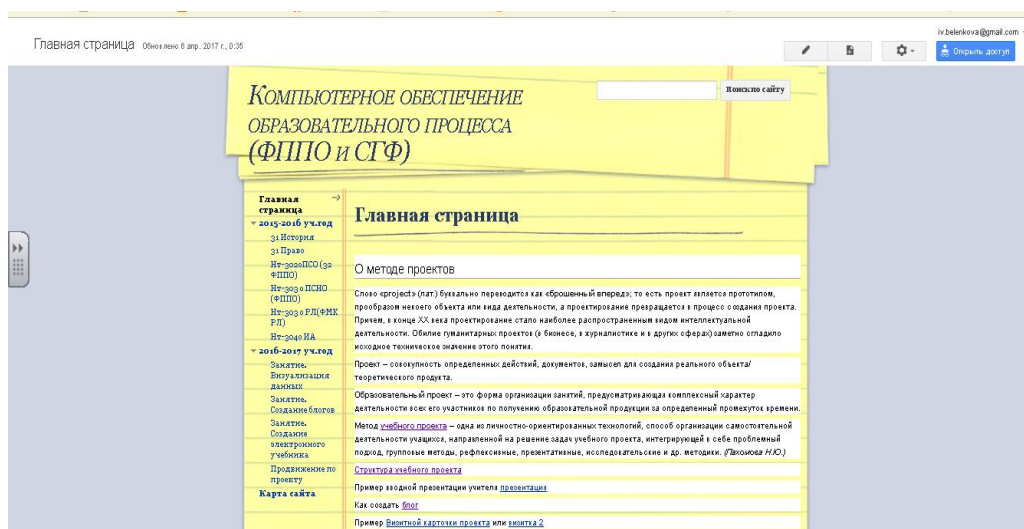 iv.belenkova@gmail.com
Главная страница Обновлено 6 апр. 2017 г., 0:35
Открыть доступ
Компьютерное обеспечение
образовательного процесса
(ФППО и СГФ)
Поиск по сайту
Главная
страница
2015-2016 уч.год
31 История
31 Право
Нт-302оПСО (32
ФППО)
Нт-303 о ПСНО
(ФППО)
Нт-303 о РЛ(ФМК
РЛ)
Нт-304о ИА
2016-2017 уч.год
Занятие.
Визуализация
данных
Занятие.
Создание блогов
Занятие.
Создание
электронного
учебника
Продвижение по
проекту
Карта сайта
Главная страница
О методе проектов
Слово «project» (лат.) буквально переводится как «брошенный вперед»; то есть проект является прототипом,
прообразом некоего объекта или вида деятельности, а проектирование превращается в процесс создания проекта.
Причем, в конце XX века проектирование стало наиболее распространенным видом интеллектуальной
деятельности. Обилие гуманитарных проектов (в бизнесе, в журналистике и в других сферах) заметно сгладило
исходное техническое значение этого понятия.
Проект – совокупность определенных действий, документов, замысел для создания реального объекта/
теоретического продукта.
Образовательный проект – это форма организации занятий, предусматривающая комплексный характер
деятельности всех его участников по получению образовательной продукции за определенный промежуток времени.
Метод учебного проекта – одна из личностно-ориентированных технологий, способ организации самостоятельной
деятельности учащихся, направленной на решение задач учебного проекта, интегрирующей в себе проблемный
подход, групповые методы, рефлексивные, презентативные, исследовательские и др. методики. (Пахомова Н.Ю.)
Структура учебного проекта
Пример вводной презентации учителя презентация
Как создать блог
Пример Визитной карточки проекта или визитка 2